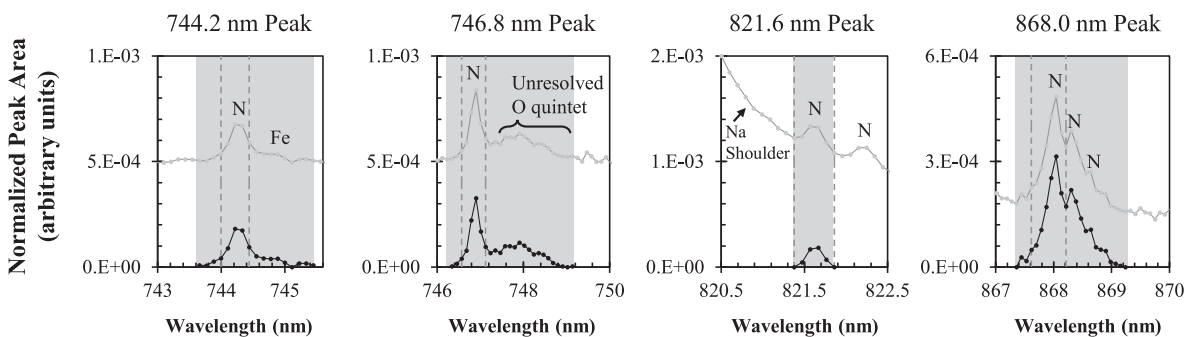 744.2 nm Peak
746.8 nm Peak
821.6 nm Peak
868.0 nm Peak
Normalized Peak Area
(arbitrary units)
1.E-03
5.E-04
0.E+00
N
Fe
743
744
745
Wavelength (nm)
1.E-03
5.E-04
0.E+00
N
Unresolved
O quintet
746
748
750
Wavelength (nm)
2.E-03
1.E-03
0.E+00
Na
Shoulder
N
N
820.5
821.5
822.5
Wavelength (nm)
6.E-04
3.E-04
0.E+00
N
N
N
867
868
869
870
Wavelength (nm)